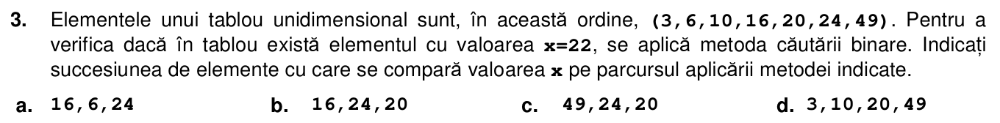 3. Elementele unui tablou unidimensional sunt, în această ordine, (3,6,10,16,20,24,49). Pentru a
verifica dacă în tablou există elementul cu valoarea x=22, se aplică metoda căutării binare. Indicați
succesiunea de elemente cu care se compară valoarea x pe parcursul aplicării metodei indicate.
a. 16,6,24 b. 16,24,20 c. 49,24,20 d. 3,10,20,49